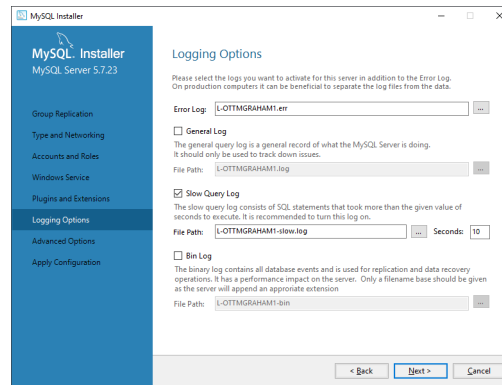 MySQL Installer
MySQL. Installer
MySQL Server 5.7.23
Group Replication
Type and Networking
Accounts and Roles
Windows Service
Plugins and Extensions
Logging Options
Advanced Options
Apply Configuration
Logging Options
Please select the logs you want to activate for this server in addition to the Error Log.
On production computers it can be beneficial to separate the log files from the data.
Error Log: L-OTTMGRAHAM1.err ...
General Log
The general query log is a general record of what the MySQL Server is doing.
It should only be used to track down issues.
File Path: L-OTTMGRAHAM1.log ...
Slow Query Log
The slow query log consists of SQL statements that took more than the given value of
seconds to execute. It is recommended to turn this log on.
File Path: L-OTTMGRAHAM1-slow.log ... Seconds: 10
Bin Log
The binary log contains all database events and is used for replication and data recovery
operations. It has a performance impact on the server. Only a filename base should be given
as the server will append an approriate extension
File Path: L-OTTMGRAHAM1-bin ...
< Back Next > Cancel